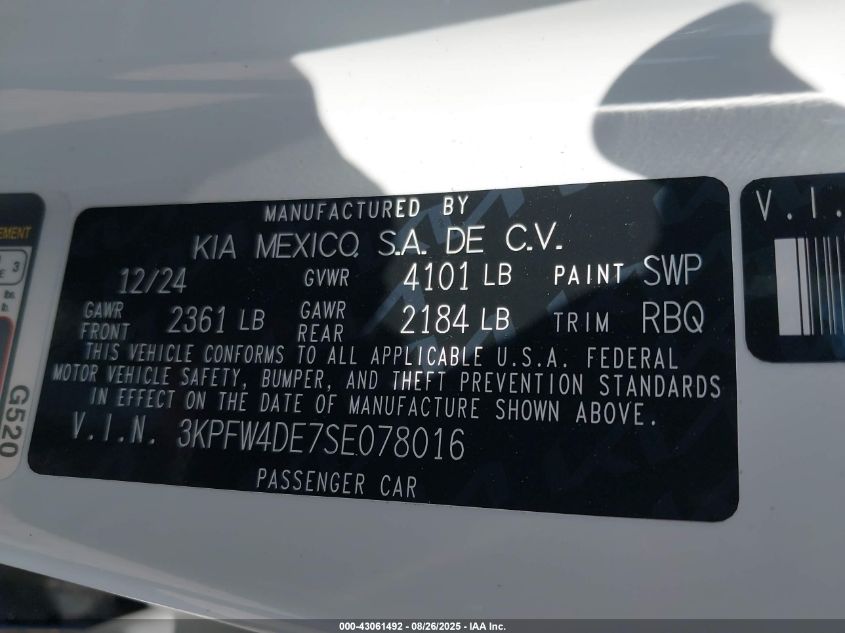 MANUFACTURED BY
KIA MEXICO, S.A. DE C.V.
12/24 GVWR 4101 LB PAINT SWP
GAWR FRONT 2361 LB GAWR REAR 2184 LB TRIM RBQ
THIS VEHICLE CONFORMS TO ALL APPLICABLE U.S.A. FEDERAL
MOTOR VEHICLE SAFETY, BUMPER, AND THEFT PREVENTION STANDARDS
IN EFFECT ON THE DATE OF MANUFACTURE SHOWN ABOVE.
V.I.N. 3KPFW4DE7SE078016
PASSENGER CAR
V.I.
3
lbs.
lb.
G520
000-43061492 - 08/26/2025 - IAA Inc.